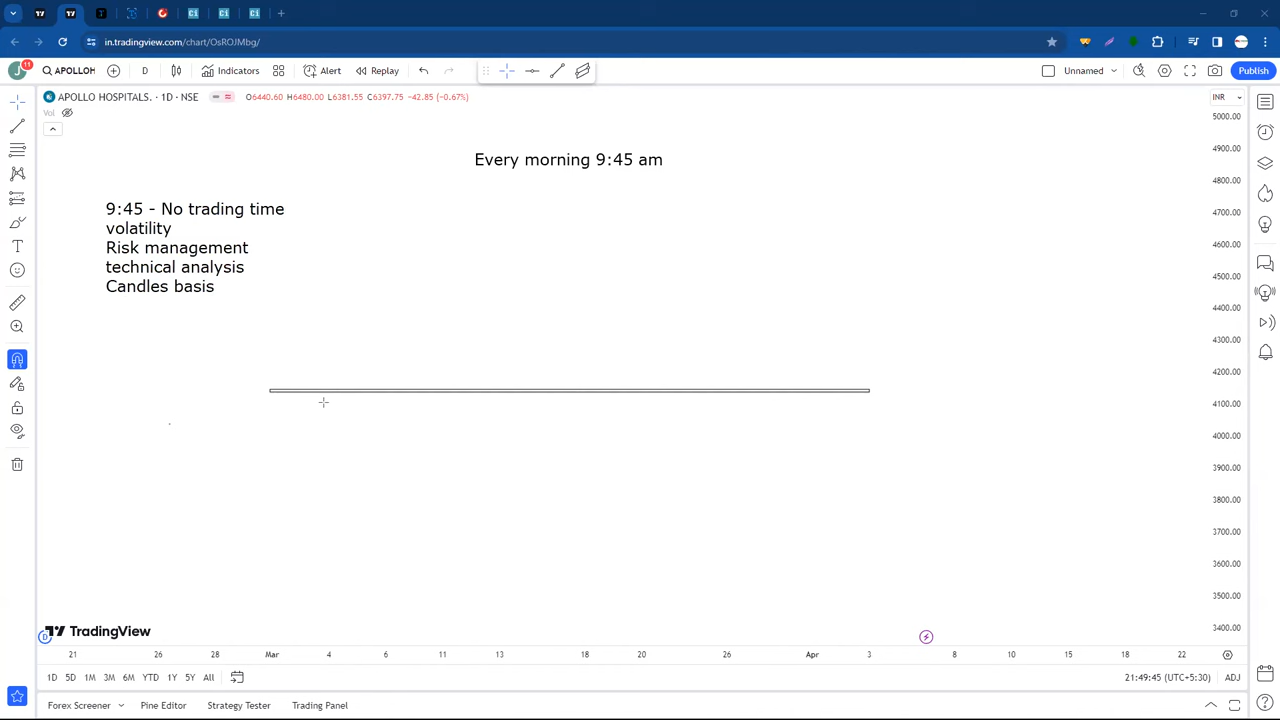 in.tradingview.com/chart/OsROJMbg/
J 11 APOLLOH D Indicators Alert Replay Unnamed Publish
APOLLO HOSPITALS. · 1D · NSE O6440.60 H6480.00 L6381.55 C6397.75 −42.85 (−0.67%) INR
Vol
Every morning 9:45 am
9:45 - No trading time
volatility
Risk management
technical analysis
Candles basis
5000.00
4900.00
4800.00
4700.00
4600.00
4500.00
4400.00
4300.00
4200.00
4100.00
4000.00
3900.00
3800.00
3700.00
3600.00
3500.00
3400.00
TradingView
21 26 28 Mar 4 6 11 13 18 20 26 Apr 3 8 10 15 18 22
1D 5D 1M 3M 6M YTD 1Y 5Y All 21:49:45 (UTC+5:30) ADJ
Forex Screener Pine Editor Strategy Tester Trading Panel